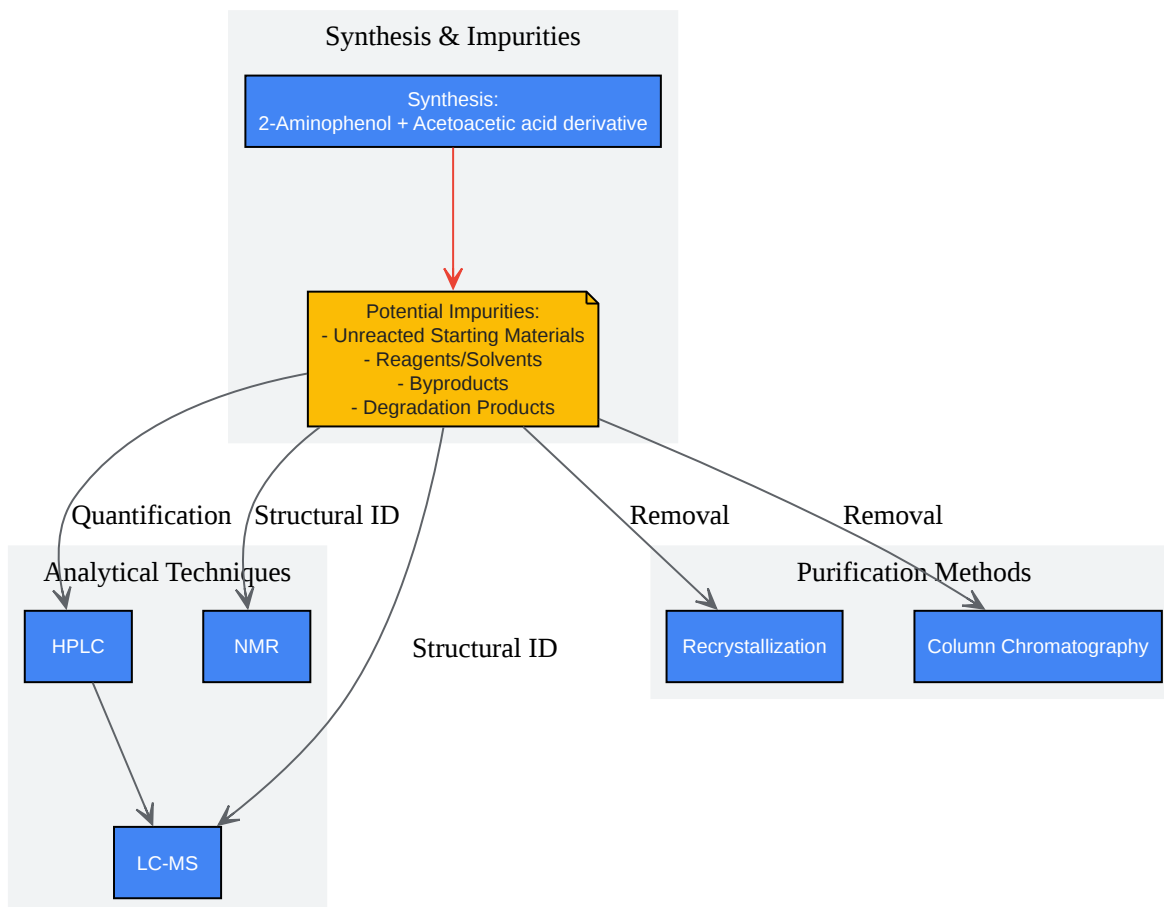 Synthesis & Impurities
Synthesis:
2-Aminophenol + Acetoacetic acid derivative
Potential Impurities:
- Unreacted Starting Materials
- Reagents/Solvents
- Byproducts
- Degradation Products
Quantification
Structural ID
Removal
Removal
Analytical Techniques
Purification Methods
HPLC
NMR
Structural ID
Recrystallization
Column Chromatography
LC-MS